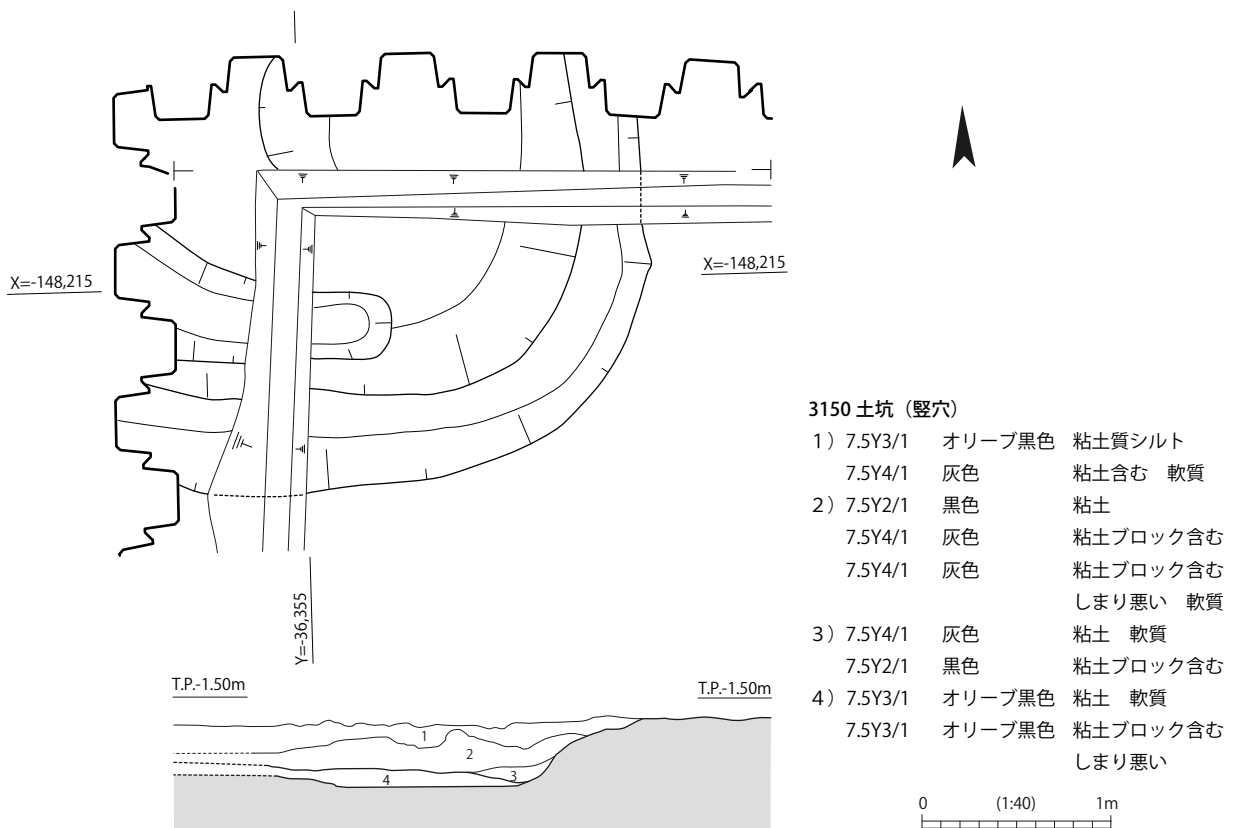 X=-148,215
X=-148,215
Y=-36,355
T.P.-1.50m
T.P.-1.50m
1
2
3
4
3150 土坑（竪穴）
1）7.5Y3/1 オリーブ黒色 粘土質シルト
7.5Y4/1 灰色 粘土含む 軟質
2）7.5Y2/1 黒色 粘土
7.5Y4/1 灰色 粘土ブロック含む
7.5Y4/1 灰色 粘土ブロック含む
しまり悪い 軟質
3）7.5Y4/1 灰色 粘土 軟質
7.5Y2/1 黒色 粘土ブロック含む
4）7.5Y3/1 オリーブ黒色 粘土 軟質
7.5Y3/1 オリーブ黒色 粘土ブロック含む
しまり悪い
0 (1:40) 1m